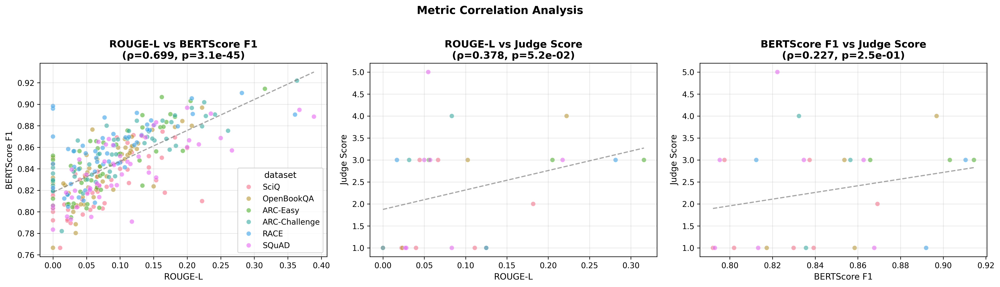 Metric Correlation Analysis
ROUGE-L vs BERTScore F1
(ρ=0.699, p=3.1e-45)
BERTScore F1
0.92
0.90
0.88
0.86
0.84
0.82
0.80
0.78
0.76
0.00 0.05 0.10 0.15 0.20 0.25 0.30 0.35 0.40
ROUGE-L
dataset
SciQ
OpenBookQA
ARC-Easy
ARC-Challenge
RACE
SQuAD
ROUGE-L vs Judge Score
(ρ=0.378, p=5.2e-02)
Judge Score
5.0
4.5
4.0
3.5
3.0
2.5
2.0
1.5
1.0
0.00 0.05 0.10 0.15 0.20 0.25 0.30
ROUGE-L
BERTScore F1 vs Judge Score
(ρ=0.227, p=2.5e-01)
Judge Score
5.0
4.5
4.0
3.5
3.0
2.5
2.0
1.5
1.0
0.80 0.82 0.84 0.86 0.88 0.90 0.92
BERTScore F1